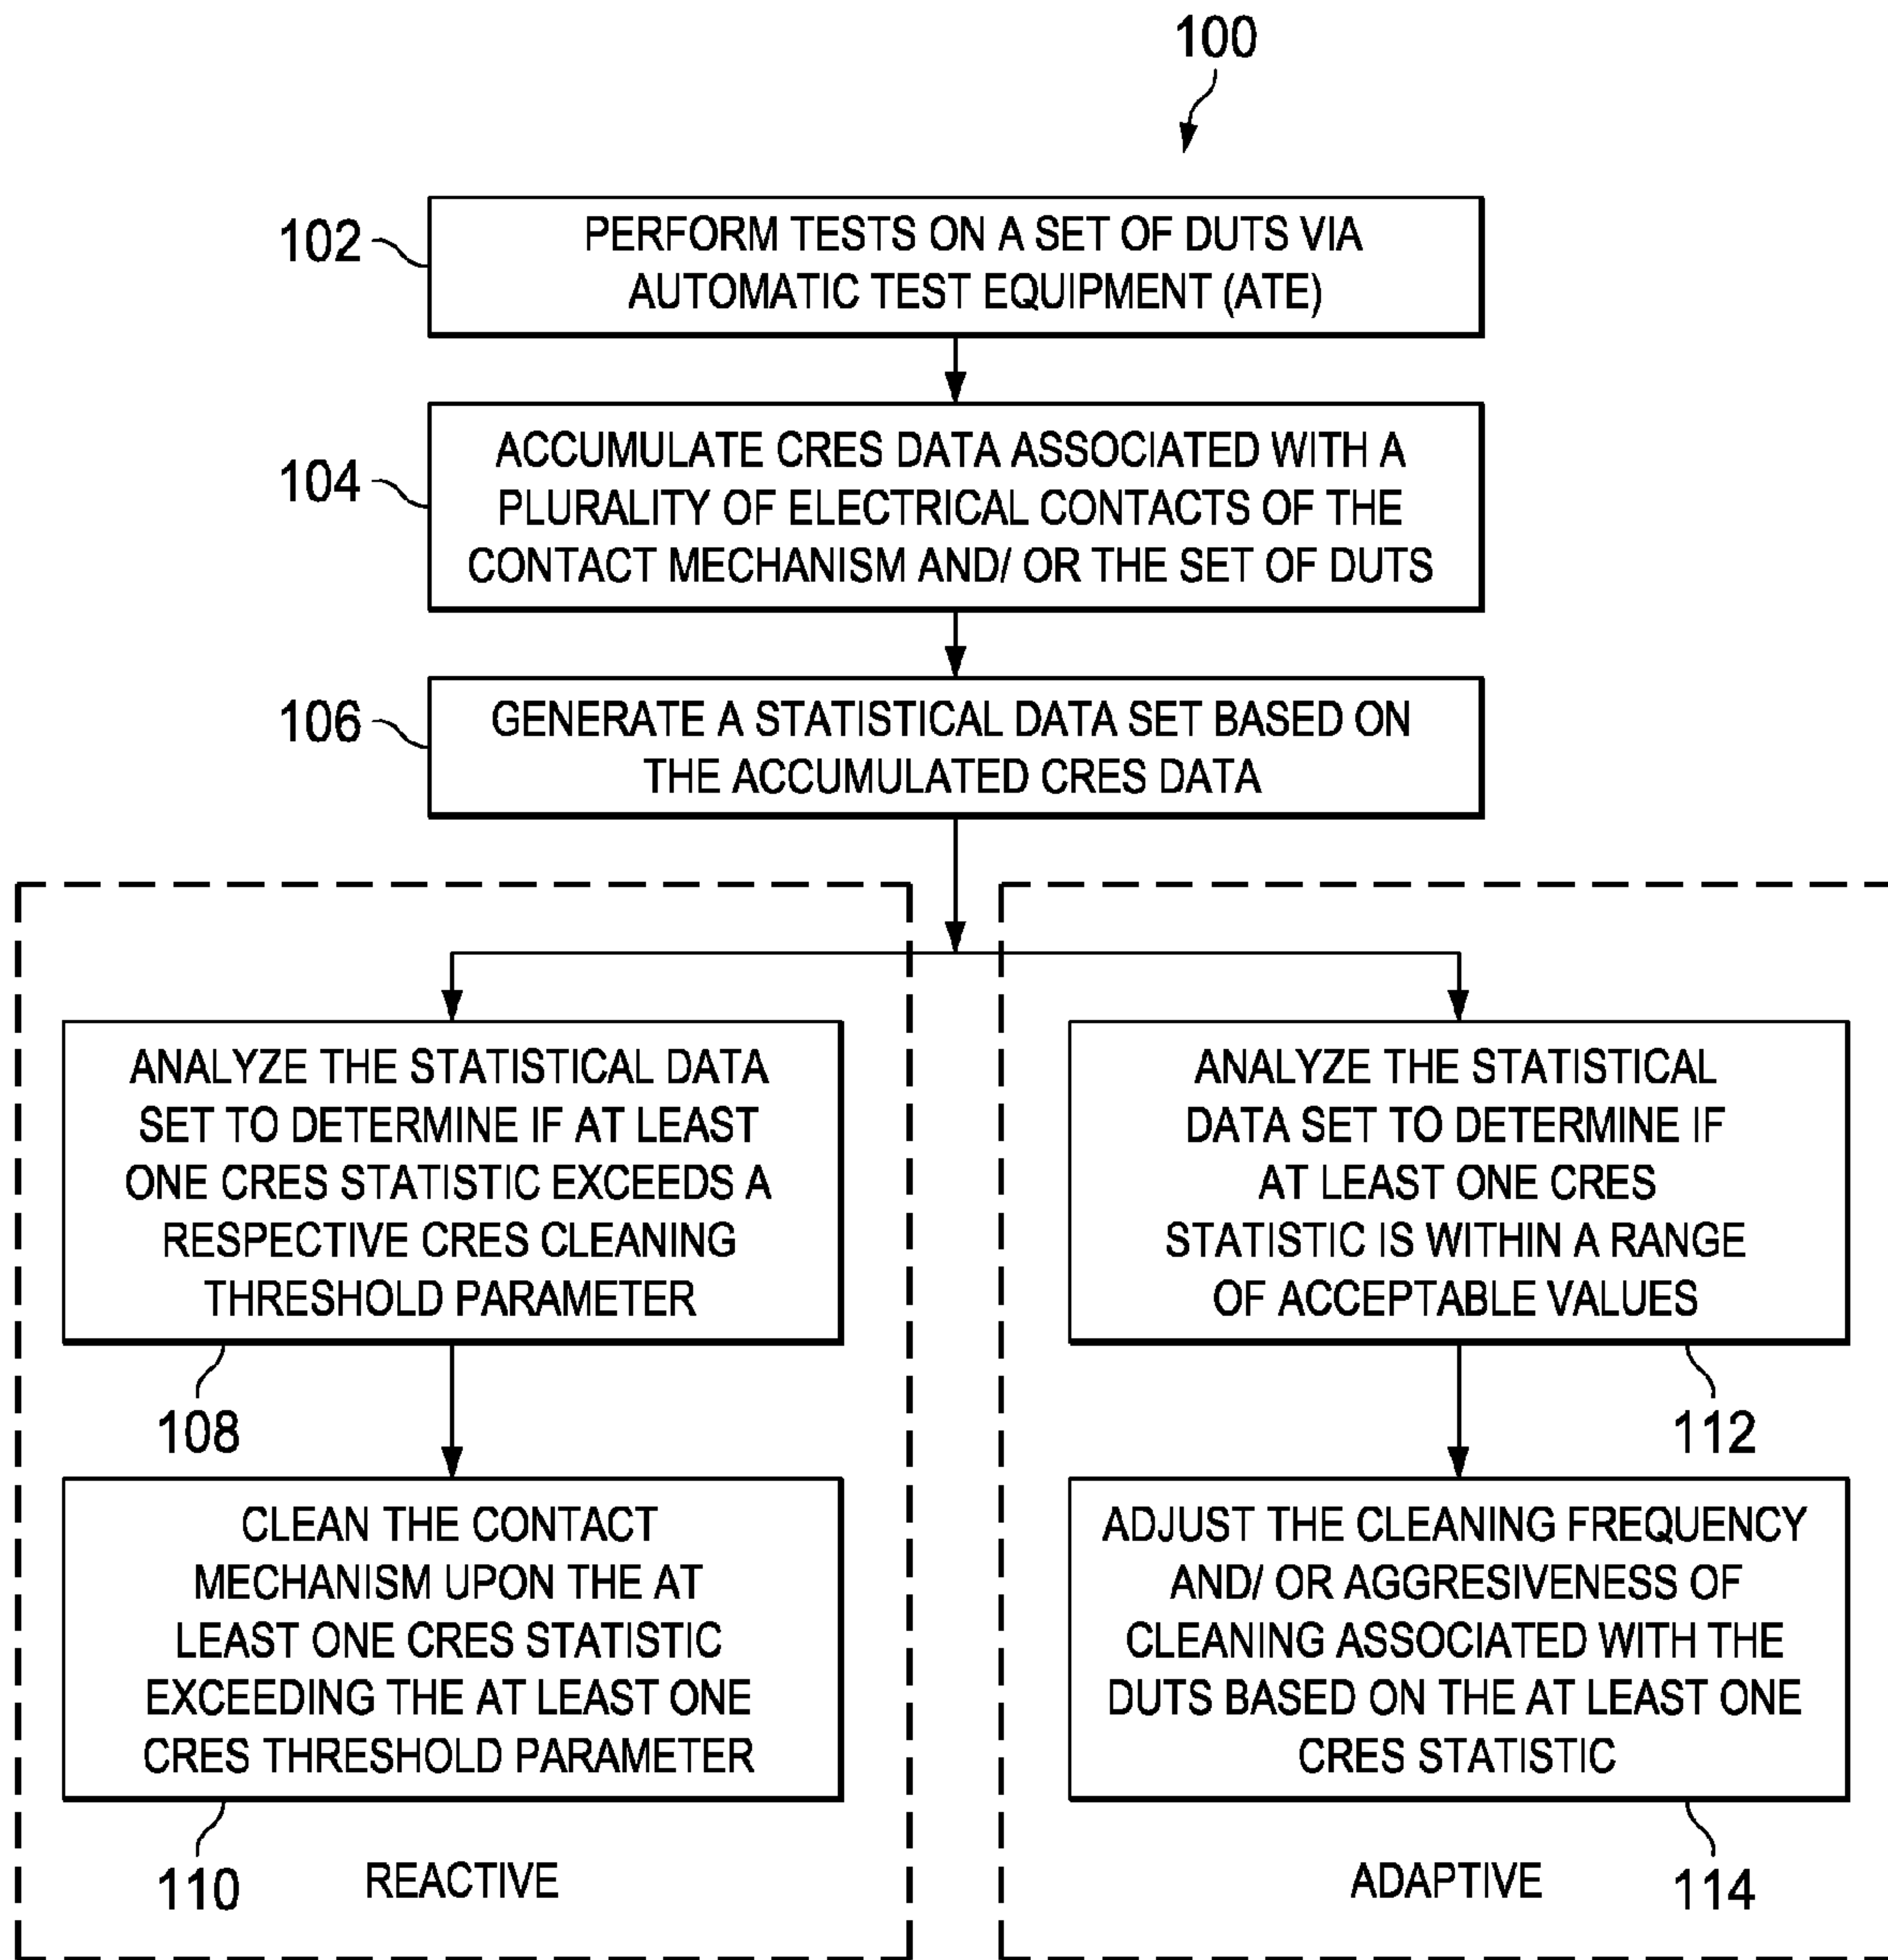 100
102
PERFORM TESTS ON A SET OF DUTS VIA
AUTOMATIC TEST EQUIPMENT (ATE)
104
ACCUMULATE CRES DATA ASSOCIATED WITH A
PLURALITY OF ELECTRICAL CONTACTS OF THE
CONTACT MECHANISM AND/ OR THE SET OF DUTS
106
GENERATE A STATISTICAL DATA SET BASED ON
THE ACCUMULATED CRES DATA
ANALYZE THE STATISTICAL DATA
SET TO DETERMINE IF AT LEAST
ONE CRES STATISTIC EXCEEDS A
RESPECTIVE CRES CLEANING
THRESHOLD PARAMETER
108
CLEAN THE CONTACT
MECHANISM UPON THE AT
LEAST ONE CRES STATISTIC
EXCEEDING THE AT LEAST ONE
CRES THRESHOLD PARAMETER
110
REACTIVE
ANALYZE THE STATISTICAL
DATA SET TO DETERMINE IF
AT LEAST ONE CRES
STATISTIC IS WITHIN A RANGE
OF ACCEPTABLE VALUES
112
ADJUST THE CLEANING FREQUENCY
AND/ OR AGGRESIVENESS OF
CLEANING ASSOCIATED WITH THE
DUTS BASED ON THE AT LEAST ONE
CRES STATISTIC
ADAPTIVE
114